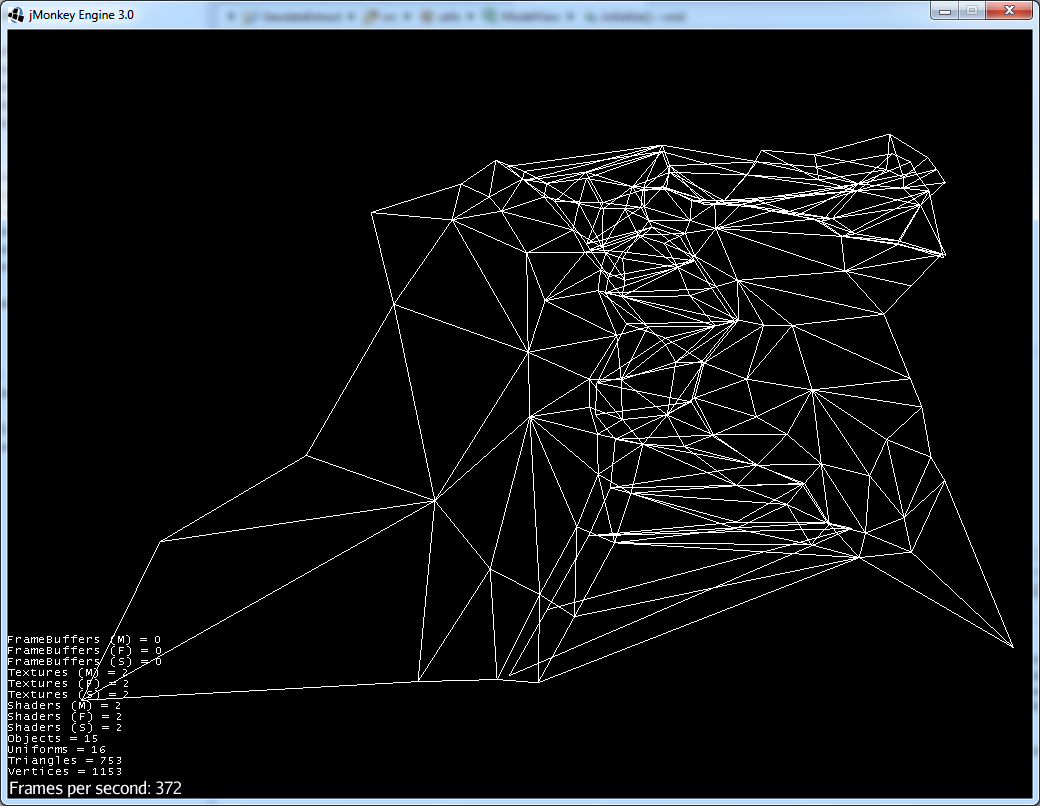 jMonkey Engine 3.0
FrameBuffers (M) = 0
FrameBuffers (F) = 0
FrameBuffers (S) = 0
Textures (M) = 2
Textures (F) = 2
Textures (S) = 2
Shaders (M) = 2
Shaders (F) = 2
Shaders (S) = 2
Objects = 15
Uniforms = 16
Triangles = 753
Vertices = 1153
Frames per second: 372